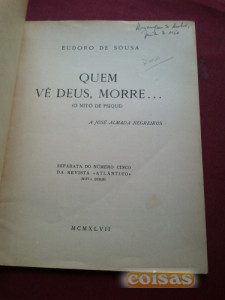 EUDORO DE SOUSA
QUEM
VÊ DEUS, MORRE...
(O MITO DE PSIQUE)
A JOSÉ ALMADA NEGREIROS
SEPARATA DO NÚMERO CINCO
DA REVISTA «ATLÂNTICO»
(NOVA SÉRIE)
MCMXLVII
coisas